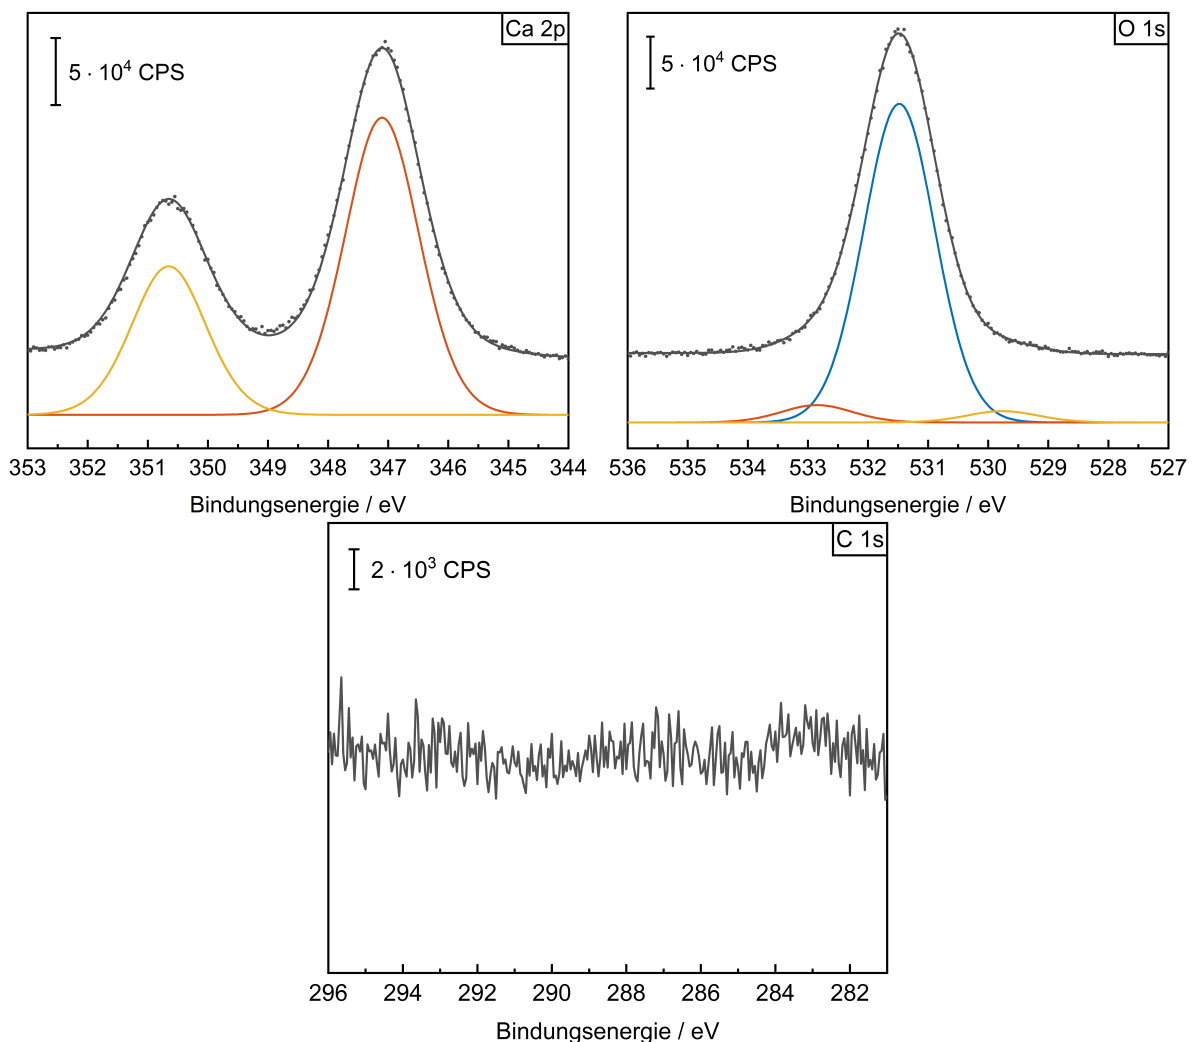 Ca 2p
5 · 10⁴ CPS
353 352 351 350 349 348 347 346 345 344
Bindungsenergie / eV
O 1s
5 · 10⁴ CPS
536 535 534 533 532 531 530 529 528 527
Bindungsenergie / eV
C 1s
2 · 10³ CPS
296 294 292 290 288 286 284 282
Bindungsenergie / eV